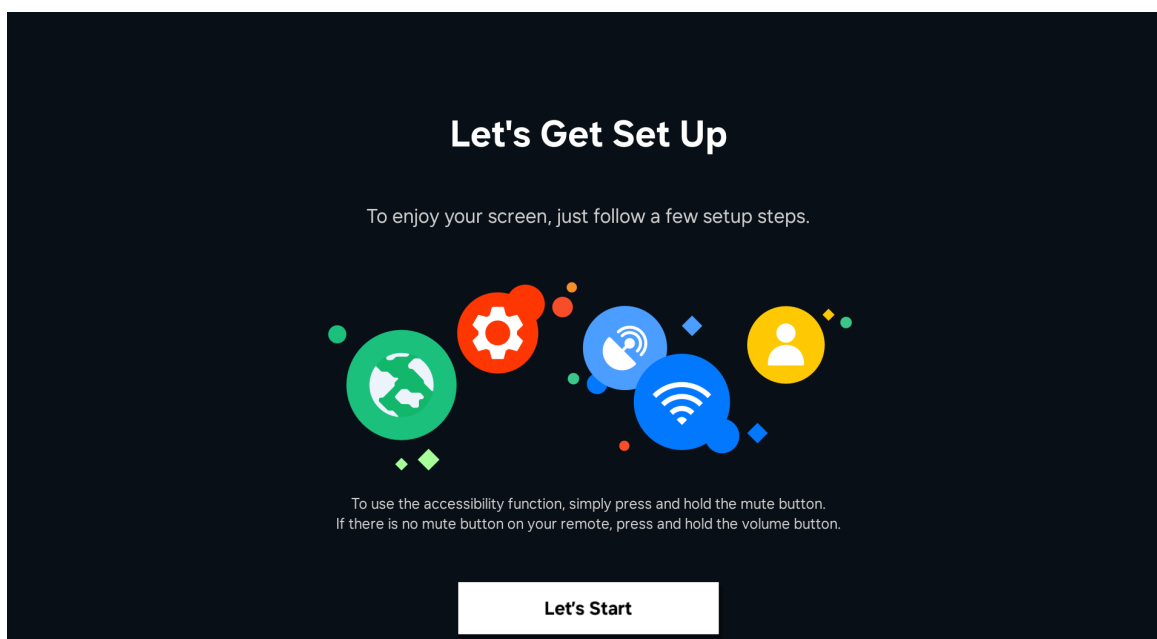 Let's Get Set Up
To enjoy your screen, just follow a few setup steps.
To use the accessibility function, simply press and hold the mute button.
If there is no mute button on your remote, press and hold the volume button.
Let’s Start